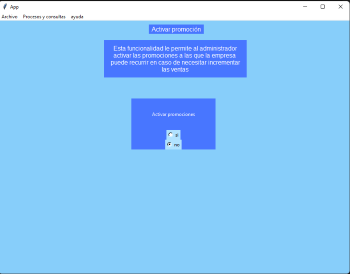 App
Archivo Procesos y consultas ayuda
Activar promoción
Esta funcionalidad le permite al administrador
activar las promociones a las que la empresa
puede recurrir en caso de necesitar incrementar
las ventas
Activar promociones
si
no